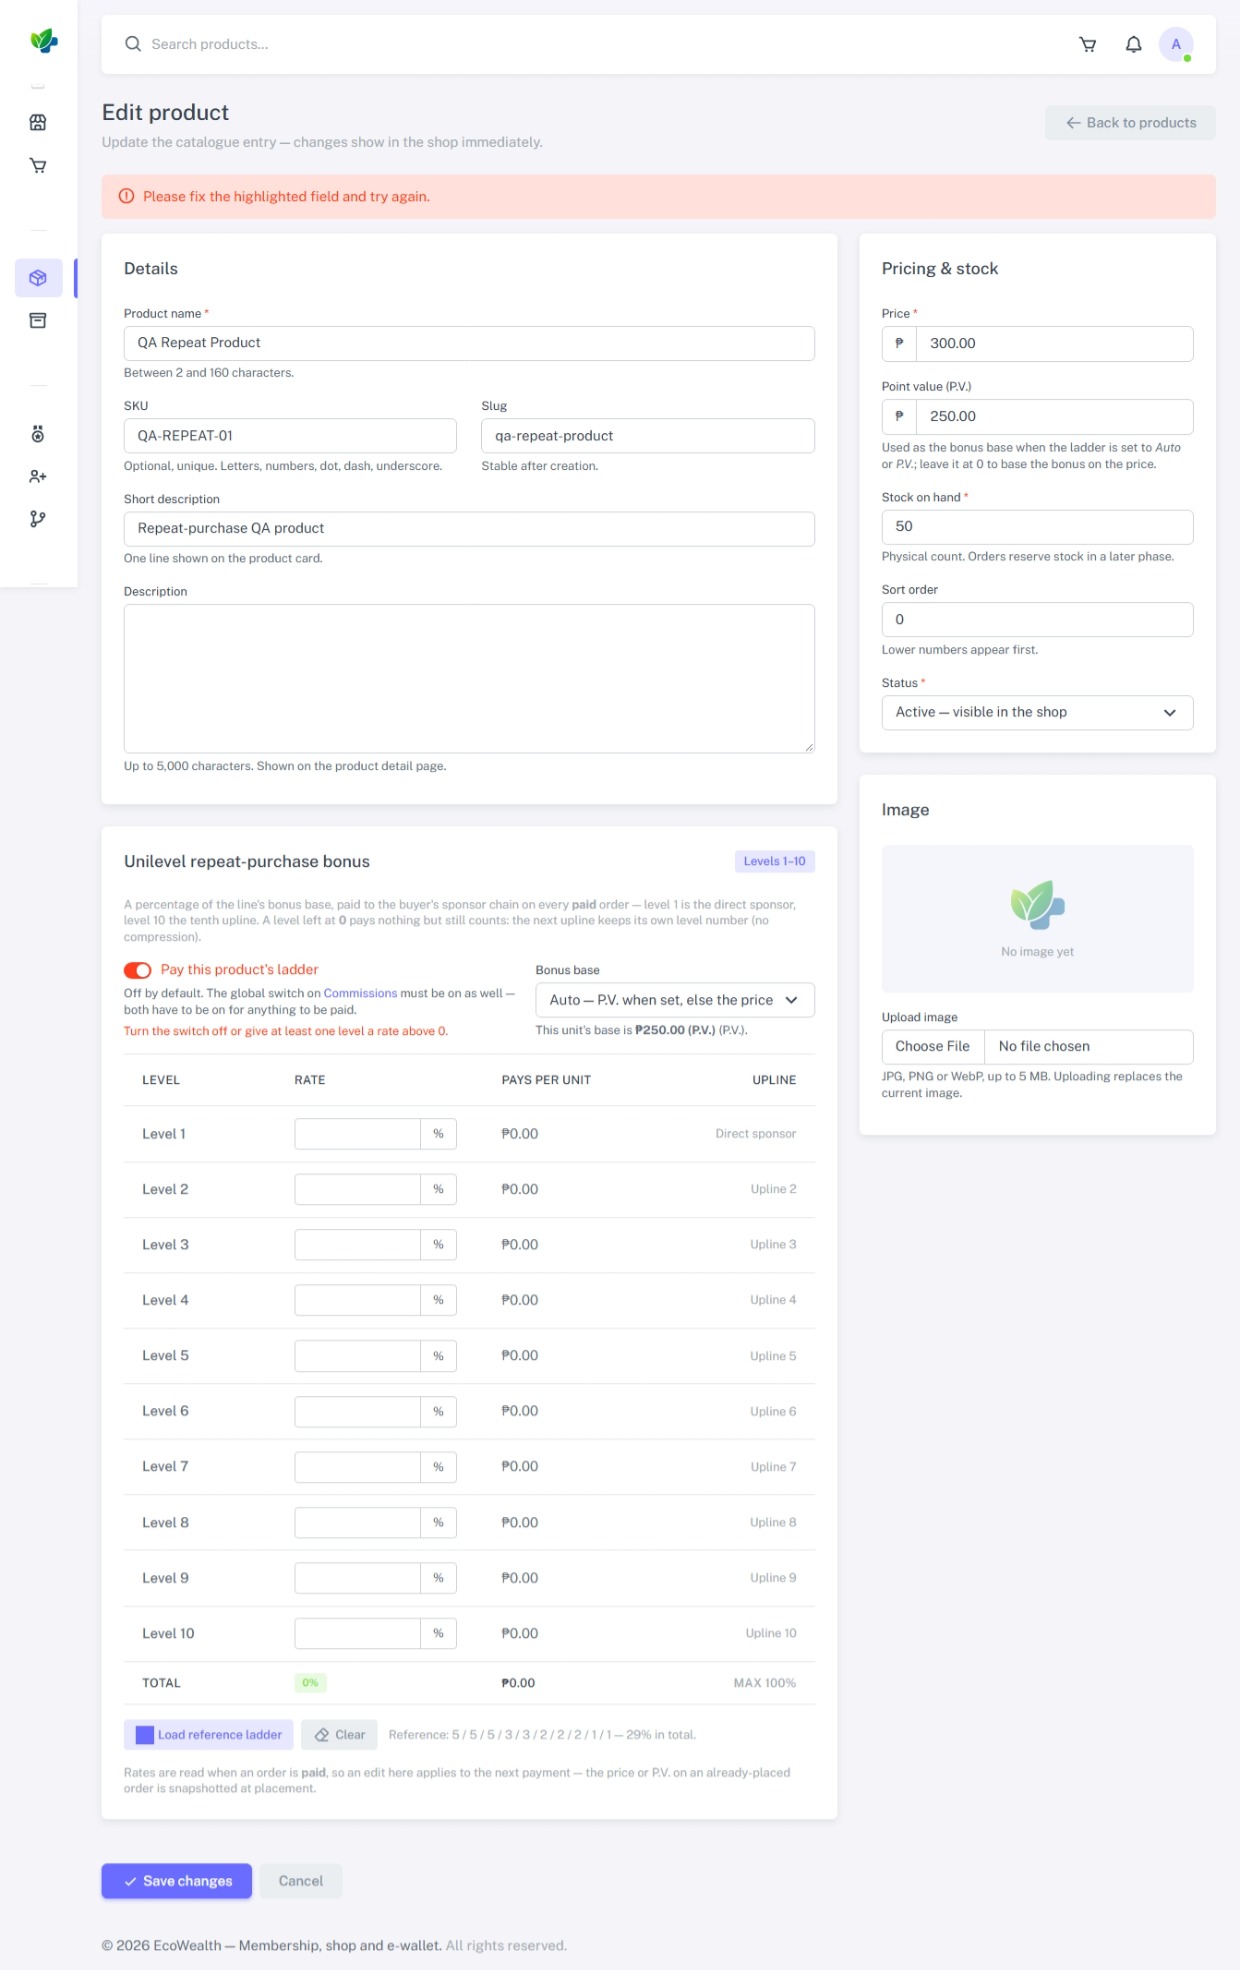 Search products...
A
Edit product
Update the catalogue entry — changes show in the shop immediately.
← Back to products
Please fix the highlighted field and try again.
Details
Product name *
QA Repeat Product
Between 2 and 160 characters.
SKU
QA-REPEAT-01
Optional, unique. Letters, numbers, dot, dash, underscore.
Slug
qa-repeat-product
Stable after creation.
Short description
Repeat-purchase QA product
One line shown on the product card.
Description
Up to 5,000 characters. Shown on the product detail page.
Pricing & stock
Price *
₱ 300.00
Point value (P.V.)
₱ 250.00
Used as the bonus base when the ladder is set to Auto
or P.V.; leave it at 0 to base the bonus on the price.
Stock on hand *
50
Physical count. Orders reserve stock in a later phase.
Sort order
0
Lower numbers appear first.
Status *
Active — visible in the shop
Image
No image yet
Upload image
Choose File No file chosen
JPG, PNG or WebP, up to 5 MB. Uploading replaces the
current image.
Unilevel repeat-purchase bonus
Levels 1–10
A percentage of the line's bonus base, paid to the buyer's sponsor chain on every paid order — level 1 is the direct sponsor,
level 10 the tenth upline. A level left at 0 pays nothing but still counts: the next upline keeps its own level number (no
compression).
Pay this product's ladder
Off by default. The global switch on Commissions must be on as well —
both have to be on for anything to be paid.
Turn the switch off or give at least one level a rate above 0.
Bonus base
Auto — P.V. when set, else the price
This unit's base is ₱250.00 (P.V.) (P.V.).
LEVEL RATE PAYS PER UNIT UPLINE
Level 1 % ₱0.00 Direct sponsor
Level 2 % ₱0.00 Upline 2
Level 3 % ₱0.00 Upline 3
Level 4 % ₱0.00 Upline 4
Level 5 % ₱0.00 Upline 5
Level 6 % ₱0.00 Upline 6
Level 7 % ₱0.00 Upline 7
Level 8 % ₱0.00 Upline 8
Level 9 % ₱0.00 Upline 9
Level 10 % ₱0.00 Upline 10
TOTAL 0% ₱0.00 MAX 100%
Load reference ladder Clear Reference: 5 / 5 / 5 / 3 / 3 / 2 / 2 / 2 / 1 / 1 — 29% in total.
Rates are read when an order is paid, so an edit here applies to the next payment — the price or P.V. on an already-placed
order is snapshotted at placement.
Save changes Cancel
© 2026 EcoWealth — Membership, shop and e-wallet. All rights reserved.